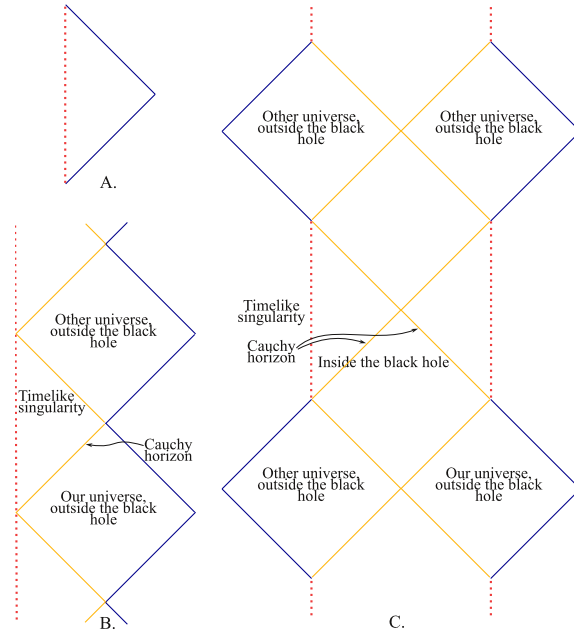 A.
Other universe,
outside the black
hole
Timelike
singularity
Cauchy
horizon
Our universe,
outside the black
hole
B.
Other universe,
outside the black
hole
Other universe,
outside the black
hole
Timelike
singularity
Cauchy
horizon
Inside the black hole
Other universe,
outside the black
hole
Our universe,
outside the black
hole
C.